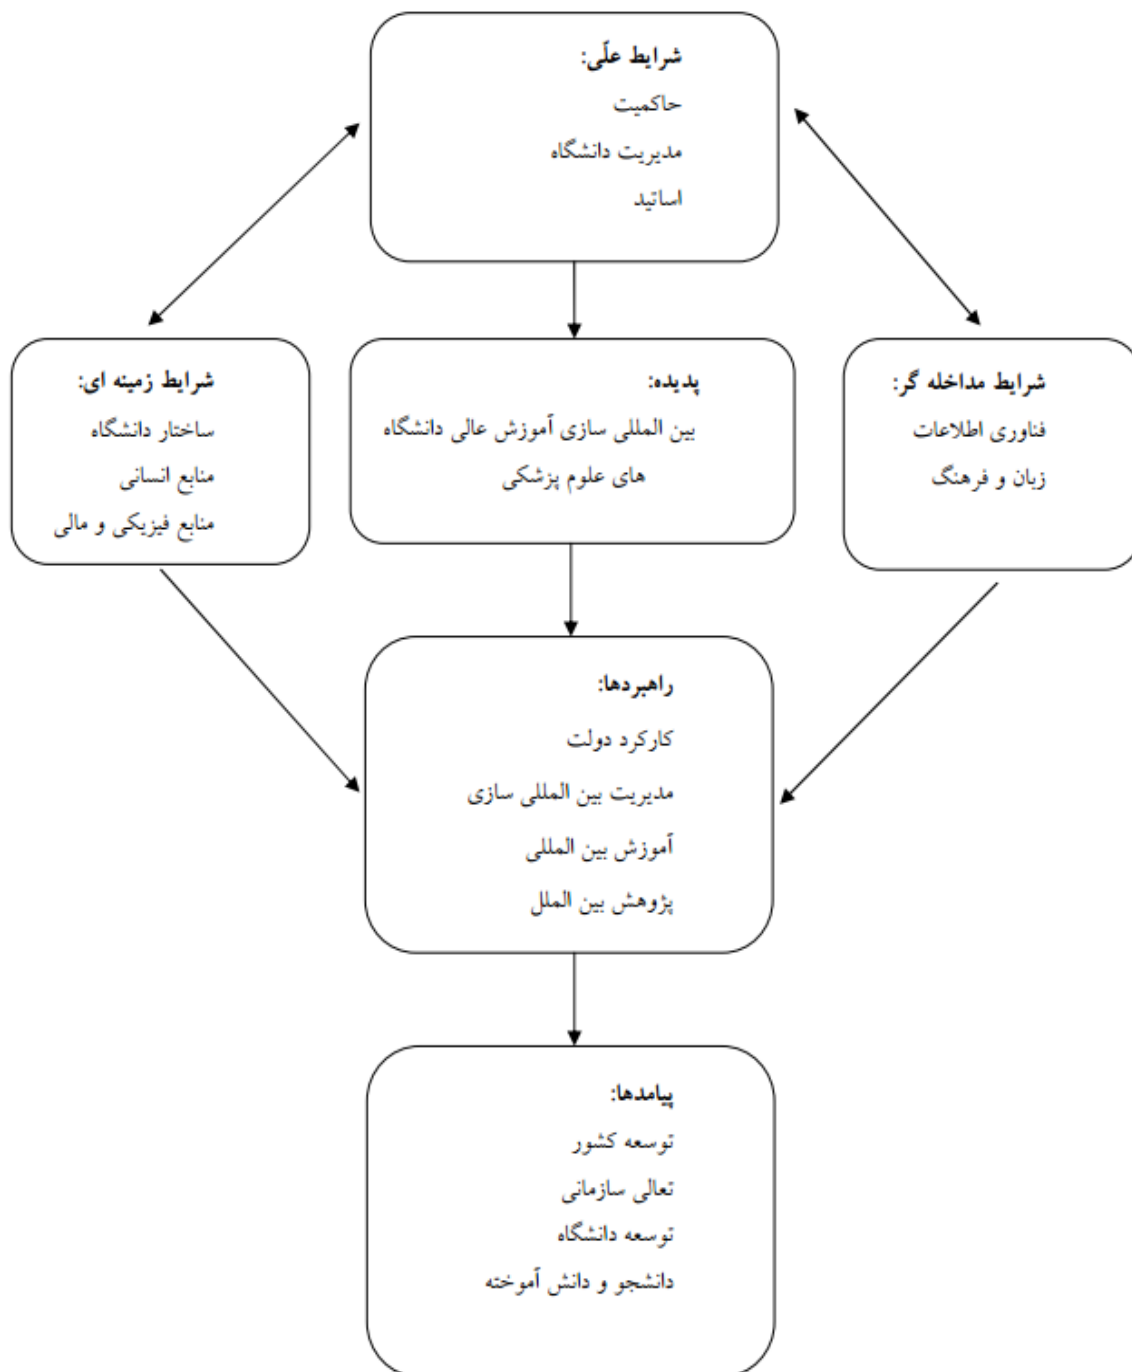 شرایط علّی:
حاکمیت
مدیریت دانشگاه
اساتید
شرایط مداخله گر:
فناوری اطلاعات
زبان و فرهنگ
پدیده:
بین المللی سازی آموزش عالی دانشگاه
های علوم پزشکی
شرایط زمینه ای:
ساختار دانشگاه
منابع انسانی
منابع فیزیکی و مالی
راهبردها:
کارکرد دولت
مدیریت بین المللی سازی
آموزش بین المللی
پژوهش بین الملل
پیامدها:
توسعه کشور
تعالی سازمانی
توسعه دانشگاه
دانشجو و دانش آموخته